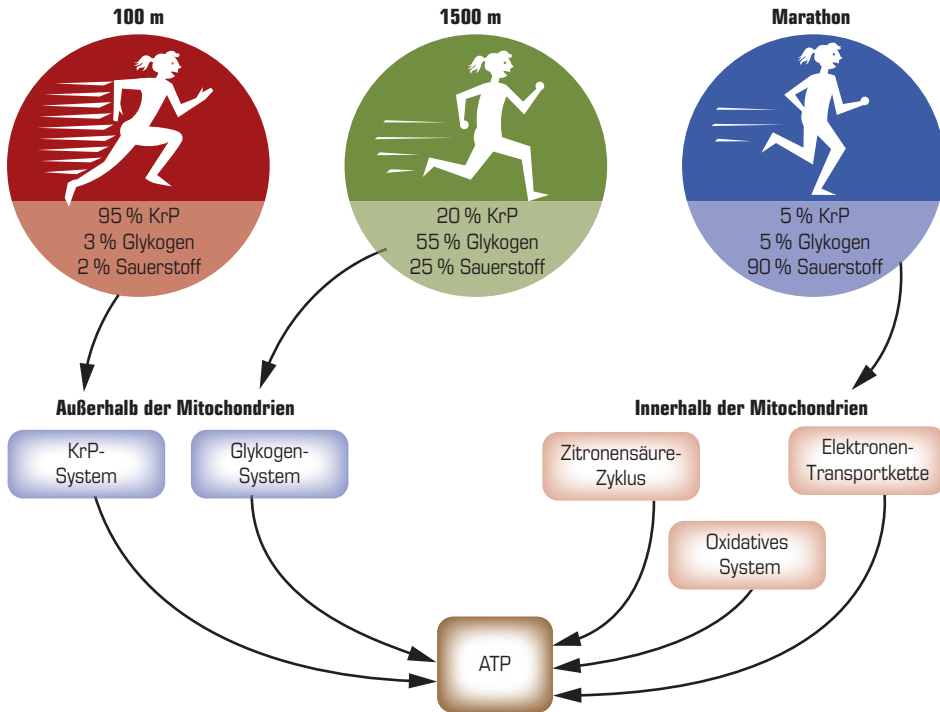 100 m
95 % KrP
3 % Glykogen
2 % Sauerstoff
1500 m
20 % KrP
55 % Glykogen
25 % Sauerstoff
Marathon
5 % KrP
5 % Glykogen
90 % Sauerstoff
Außerhalb der Mitochondrien
KrP-
System
Glykogen-
System
Innerhalb der Mitochondrien
Zitronensäure-
Zyklus
Elektronen-
Transportkette
Oxidatives
System
ATP